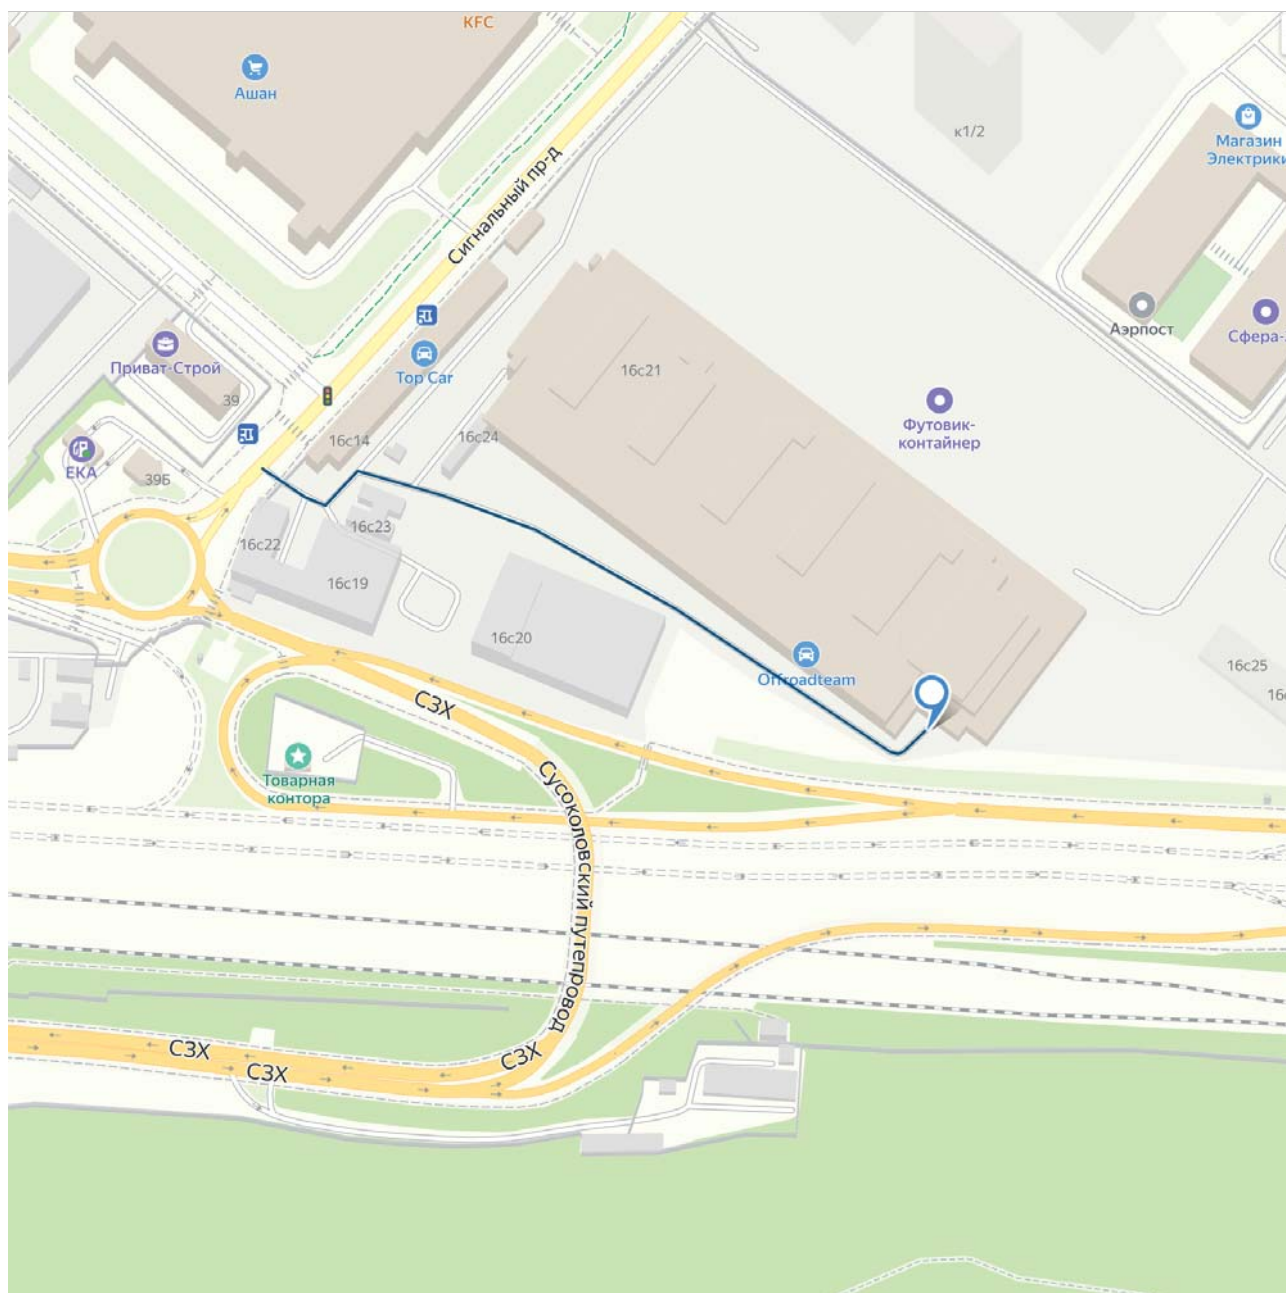 KFC
Ашан
к1/2
Магазин
Электрики
Сигнальный пр-д
Аэрпост
Сфера-
Приват-Строй
Top Car
16с21
39
Футовик-
контайнер
16с14
16с24
ЕКА
39Б
16с23
16с22
16с19
16с20
16с25
16с
Offroadteam
СЗХ
Товарная
контора
Сусоколовский путепровод
СЗХ
СЗХ
СЗХ